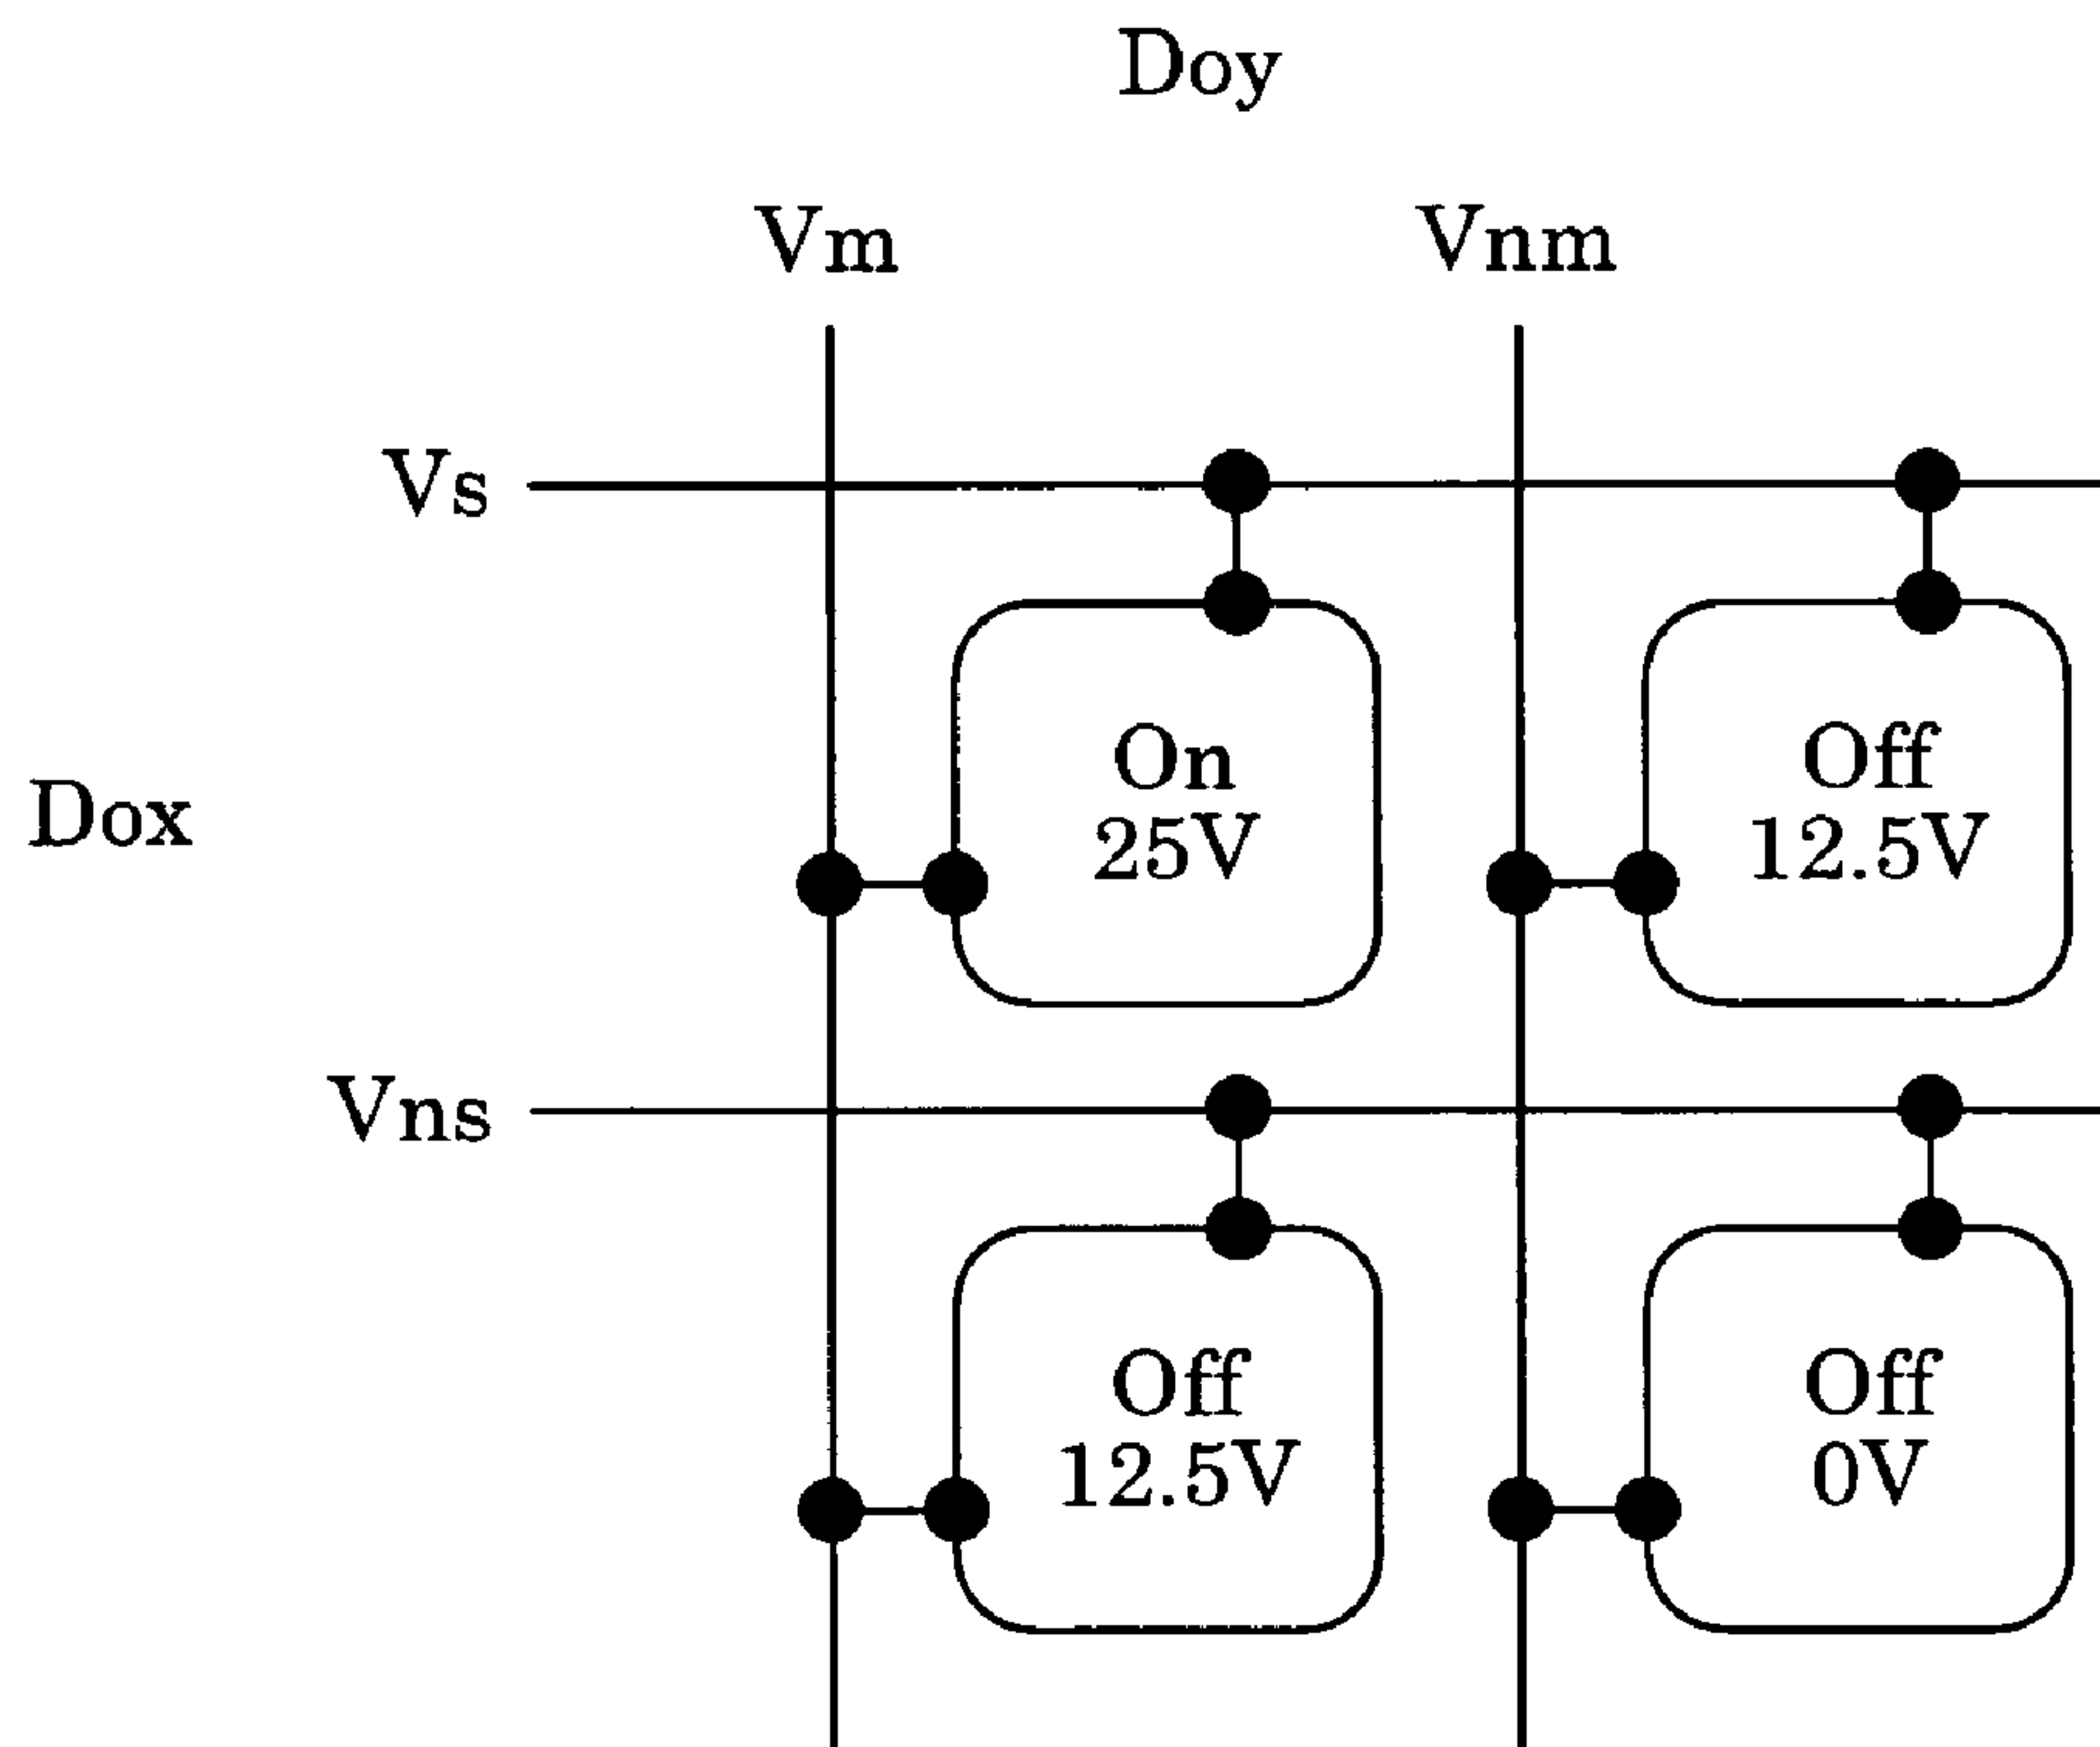 Doy
Vm Vnm
Vs
On Off
25V 12.5V
Dox
Vns
Off Off
12.5V 0V